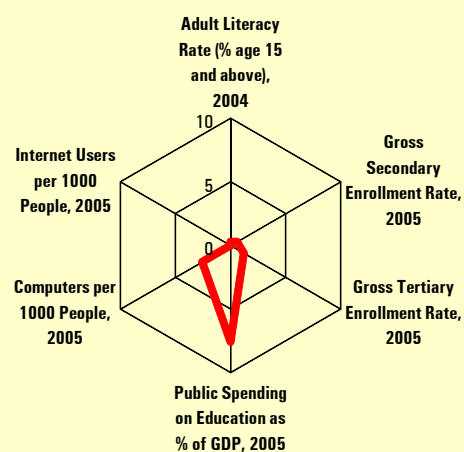 Adult Literacy
Rate (% age 15
and above),
2004
10
5
0
Gross
Secondary
Enrollment Rate,
2005
Gross Tertiary
Enrollment Rate,
2005
Public Spending
on Education as
% of GDP, 2005
Computers per
1000 People,
2005
Internet Users
per 1000
People, 2005